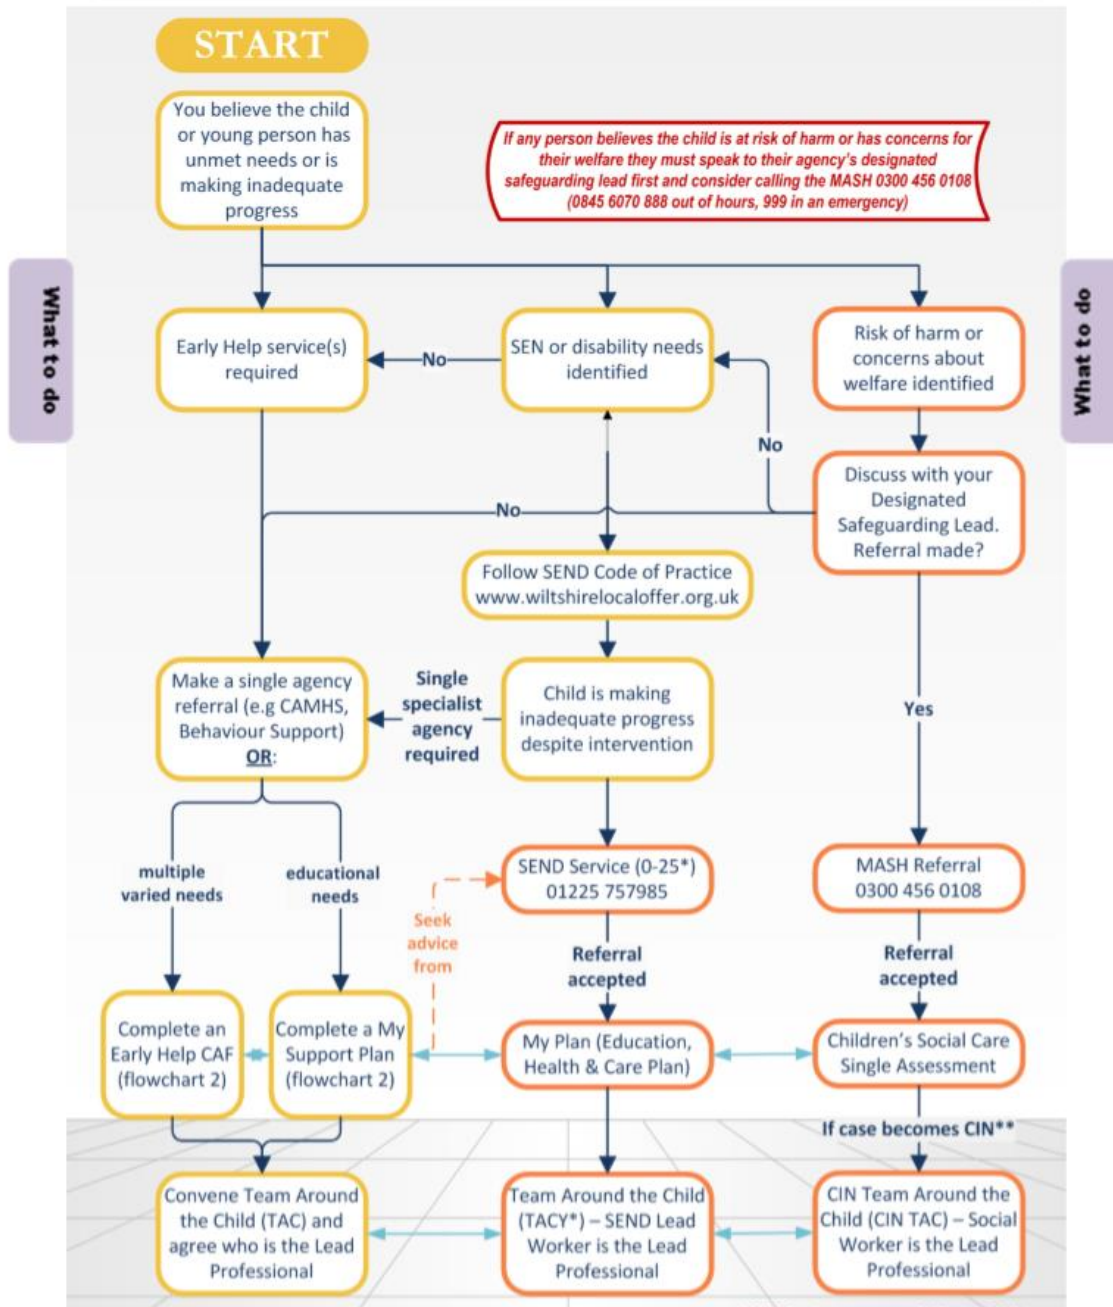 START
You believe the child
or young person has
unmet needs or is
making inadequate
progress
If any person believes the child is at risk of harm or has concerns for
their welfare they must speak to their agency's designated
safeguarding lead first and consider calling the MASH 0300 456 0108
(0845 6070 888 out of hours, 999 in an emergency)
What to do
What to do
Early Help service(s)
required
No
SEN or disability needs
identified
Risk of harm or
concerns about
welfare identified
No
Discuss with your
Designated
Safeguarding Lead.
Referral made?
No
Follow SEND Code of Practice
www.wiltshirelocaloffer.org.uk
Make a single agency
referral (e.g CAMHS,
Behaviour Support)
OR:
Single
specialist
agency
required
Child is making
inadequate progress
despite intervention
Yes
multiple
varied needs
educational
needs
SEND Service (0-25*)
01225 757985
MASH Referral
0300 456 0108
Seek
advice
from
Referral
accepted
Referral
accepted
Complete an
Early Help CAF
(flowchart 2)
Complete a My
Support Plan
(flowchart 2)
My Plan (Education,
Health & Care Plan)
Children's Social Care
Single Assessment
If case becomes CIN**
Convene Team Around
the Child (TAC) and
agree who is the Lead
Professional
Team Around the Child
(TACY*) – SEND Lead
Worker is the Lead
Professional
CIN Team Around the
Child (CIN TAC) – Social
Worker is the Lead
Professional